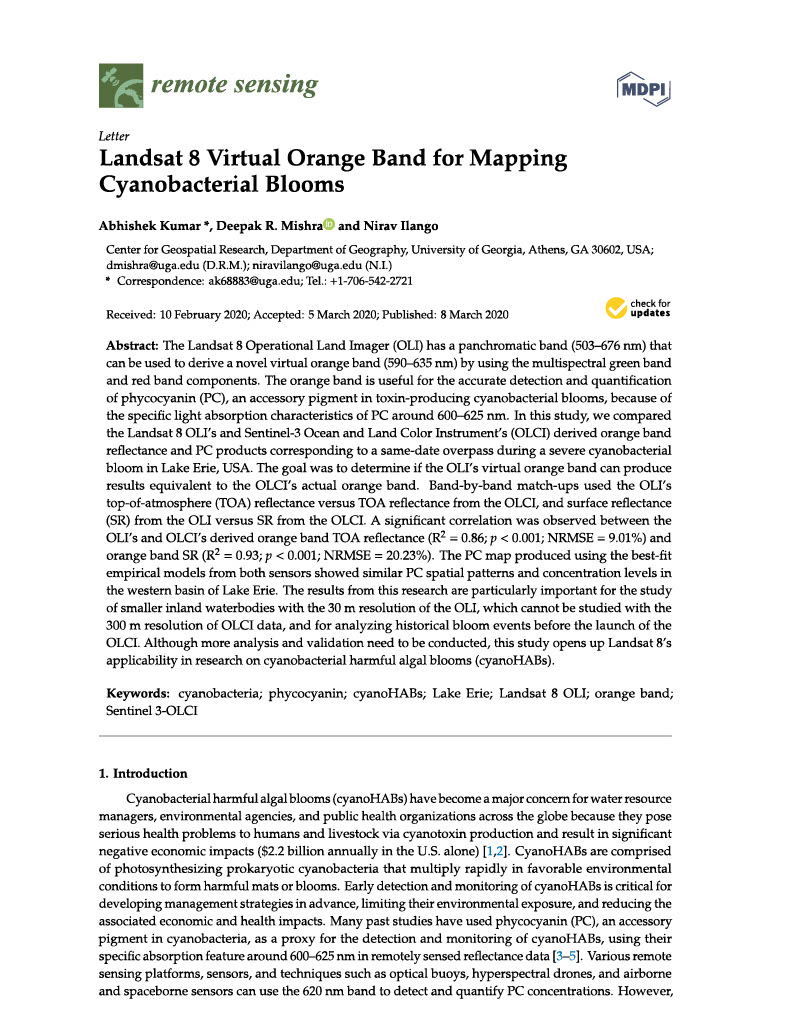 remote sensing
MDPI
Letter
Landsat 8 Virtual Orange Band for Mapping
Cyanobacterial Blooms
Abhishek Kumar *, Deepak R. Mishra iD and Nirav Ilango
Center for Geospatial Research, Department of Geography, University of Georgia, Athens, GA 30602, USA;
dmishra@uga.edu (D.R.M.); niravilango@uga.edu (N.I.)
* Correspondence: ak68883@uga.edu; Tel.: +1-706-542-2721
check for
updates
Received: 10 February 2020; Accepted: 5 March 2020; Published: 8 March 2020
Abstract: The Landsat 8 Operational Land Imager (OLI) has a panchromatic band (503–676 nm) that
can be used to derive a novel virtual orange band (590–635 nm) by using the multispectral green band
and red band components. The orange band is useful for the accurate detection and quantification
of phycocyanin (PC), an accessory pigment in toxin-producing cyanobacterial blooms, because of
the specific light absorption characteristics of PC around 600–625 nm. In this study, we compared
the Landsat 8 OLI's and Sentinel-3 Ocean and Land Color Instrument's (OLCI) derived orange band
reflectance and PC products corresponding to a same-date overpass during a severe cyanobacterial
bloom in Lake Erie, USA. The goal was to determine if the OLI's virtual orange band can produce
results equivalent to the OLCI's actual orange band. Band-by-band match-ups used the OLI's
top-of-atmosphere (TOA) reflectance versus TOA reflectance from the OLCI, and surface reflectance
(SR) from the OLI versus SR from the OLCI. A significant correlation was observed between the
OLI's and OLCI's derived orange band TOA reflectance (R² = 0.86; p < 0.001; NRMSE = 9.01%) and
orange band SR (R² = 0.93; p < 0.001; NRMSE = 20.23%). The PC map produced using the best-fit
empirical models from both sensors showed similar PC spatial patterns and concentration levels in
the western basin of Lake Erie. The results from this research are particularly important for the study
of smaller inland waterbodies with the 30 m resolution of the OLI, which cannot be studied with the
300 m resolution of OLCI data, and for analyzing historical bloom events before the launch of the
OLCI. Although more analysis and validation need to be conducted, this study opens up Landsat 8's
applicability in research on cyanobacterial harmful algal blooms (cyanoHABs).
Keywords: cyanobacteria; phycocyanin; cyanoHABs; Lake Erie; Landsat 8 OLI; orange band;
Sentinel 3-OLCI
1. Introduction
Cyanobacterial harmful algal blooms (cyanoHABs) have become a major concern for water resource
managers, environmental agencies, and public health organizations across the globe because they pose
serious health problems to humans and livestock via cyanotoxin production and result in significant
negative economic impacts ($2.2 billion annually in the U.S. alone) [1,2]. CyanoHABs are comprised
of photosynthesizing prokaryotic cyanobacteria that multiply rapidly in favorable environmental
conditions to form harmful mats or blooms. Early detection and monitoring of cyanoHABs is critical for
developing management strategies in advance, limiting their environmental exposure, and reducing the
associated economic and health impacts. Many past studies have used phycocyanin (PC), an accessory
pigment in cyanobacteria, as a proxy for the detection and monitoring of cyanoHABs, using their
specific absorption feature around 600–625 nm in remotely sensed reflectance data [3–5]. Various remote
sensing platforms, sensors, and techniques such as optical buoys, hyperspectral drones, and airborne
and spaceborne sensors can use the 620 nm band to detect and quantify PC concentrations. However,